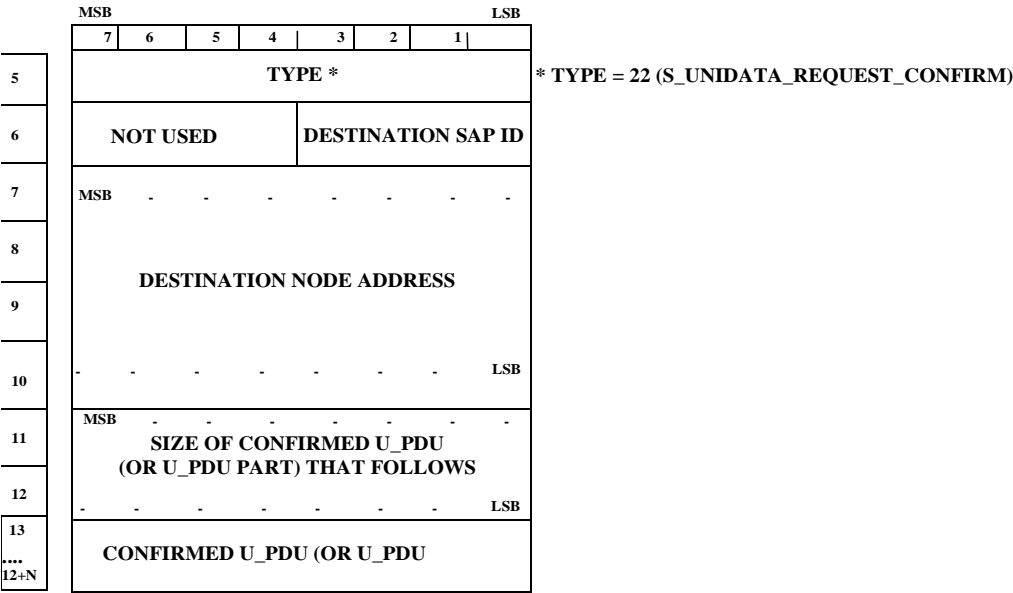 MSB LSB
7 6 5 4 3 2 1
5 TYPE * * TYPE = 22 (S_UNIDATA_REQUEST_CONFIRM)
6 NOT USED DESTINATION SAP ID
7 MSB - - - - - - -
8
DESTINATION NODE ADDRESS
9
10 - - - - - - - LSB
MSB - - - - - - -
11 SIZE OF CONFIRMED U_PDU
(OR U_PDU PART) THAT FOLLOWS
12
- - - - - - - LSB
13
CONFIRMED U_PDU (OR U_PDU
....
12+N